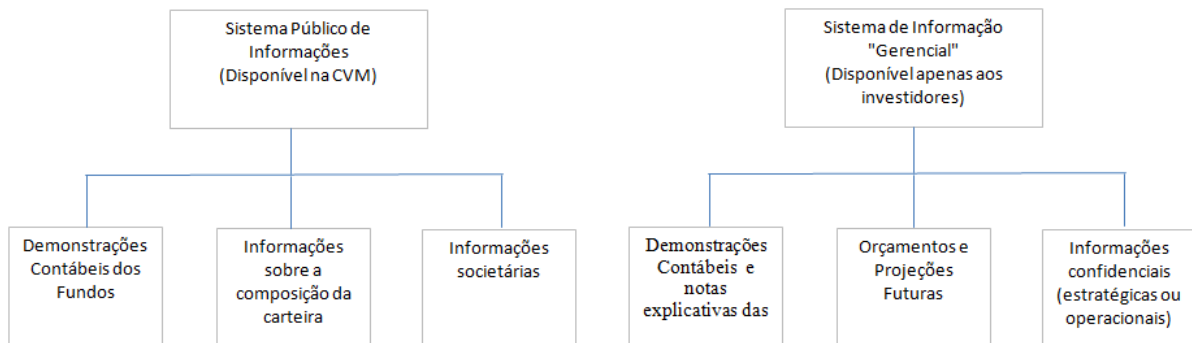 Sistema Público de
Informações
(Disponível na CVM)
Sistema de Informação
"Gerencial"
(Disponível apenas aos
investidores)
Demonstrações
Contábeis dos
Fundos
Informações
sobre a
composição da
carteira
Informações
societárias
Demonstrações
Contábeis e
notas
explicativas das
Orçamentos e
Projeções
Futuras
Informações
confidenciais
(estratégicas ou
operacionais)